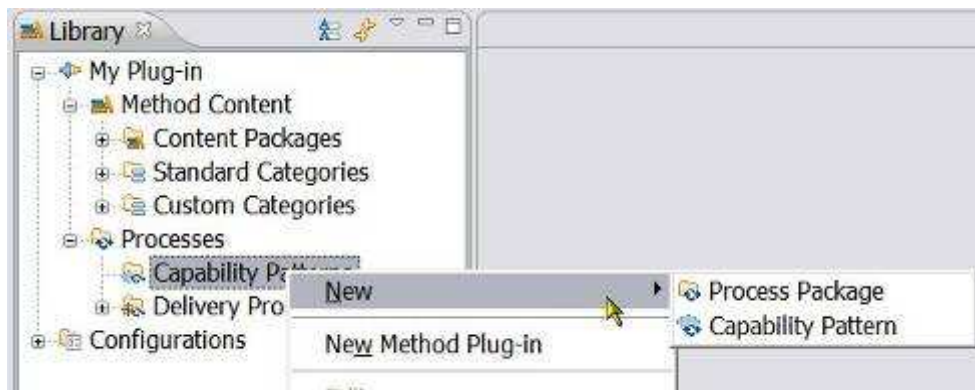 Library
My Plug-in
Method Content
Content Packages
Standard Categories
Custom Categories
Processes
Capability
Delivery
Configurations
New
New Method Plug-in
Process Package
Capability Pattern